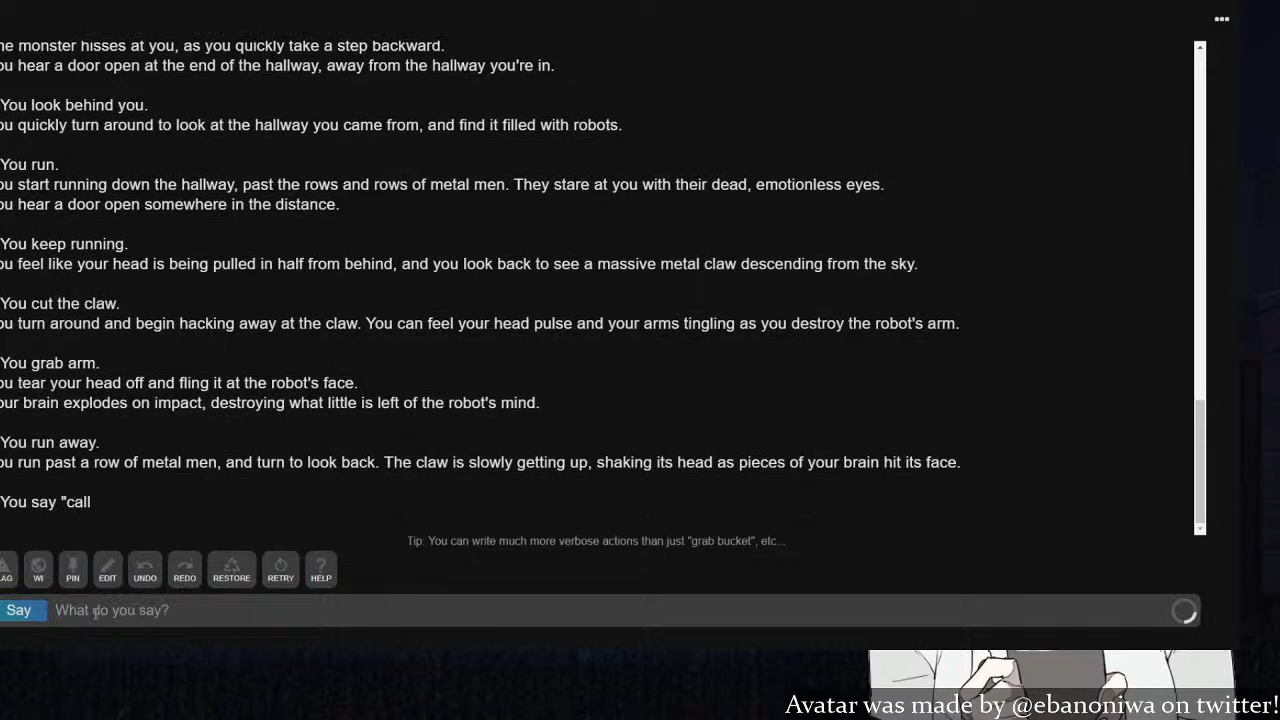 he monster hisses at you, as you quickly take a step backward.
ou hear a door open at the end of the hallway, away from the hallway you're in.
You look behind you.
ou quickly turn around to look at the hallway you came from, and find it filled with robots.
You run.
ou start running down the hallway, past the rows and rows of metal men. They stare at you with their dead, emotionless eyes.
ou hear a door open somewhere in the distance.
You keep running.
ou feel like your head is being pulled in half from behind, and you look back to see a massive metal claw descending from the sky.
You cut the claw.
ou turn around and begin hacking away at the claw. You can feel your head pulse and your arms tingling as you destroy the robot's arm.
You grab arm.
ou tear your head off and fling it at the robot's face.
our brain explodes on impact, destroying what little is left of the robot's mind.
You run away.
ou run past a row of metal men, and turn to look back. The claw is slowly getting up, shaking its head as pieces of your brain hit its face.
You say "call
Tip: You can write much more verbose actions than just "grab bucket", etc...
LAG WI PIN EDIT UNDO REDO RESTORE RETRY HELP
Say What do you say?
Avatar was made by @ebanoniwa on twitter!